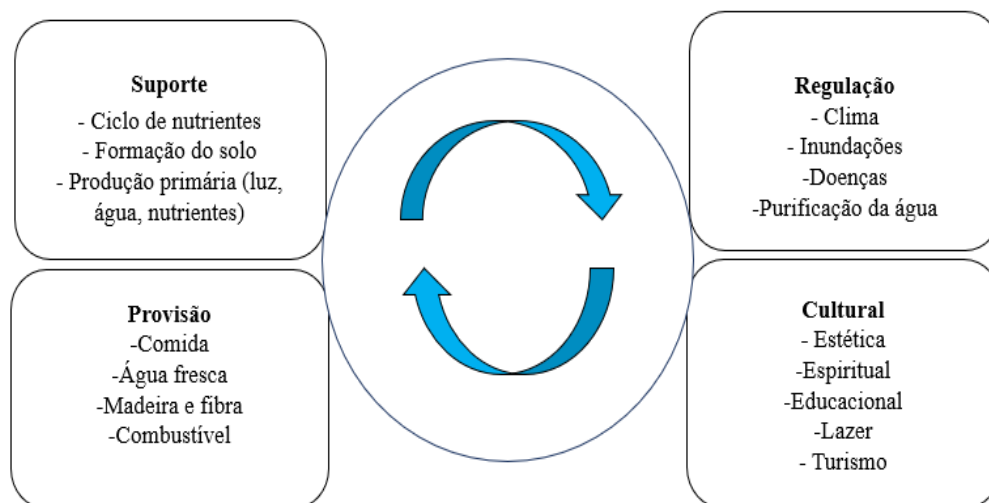 Suporte
- Ciclo de nutrientes
- Formação do solo
- Produção primária (luz,
água, nutrientes)
Regulação
- Clima
- Inundações
-Doenças
-Purificação da água
Provisão
-Comida
-Água fresca
-Madeira e fibra
-Combustível
Cultural
- Estética
-Espiritual
-Educacional
-Lazer
- Turismo